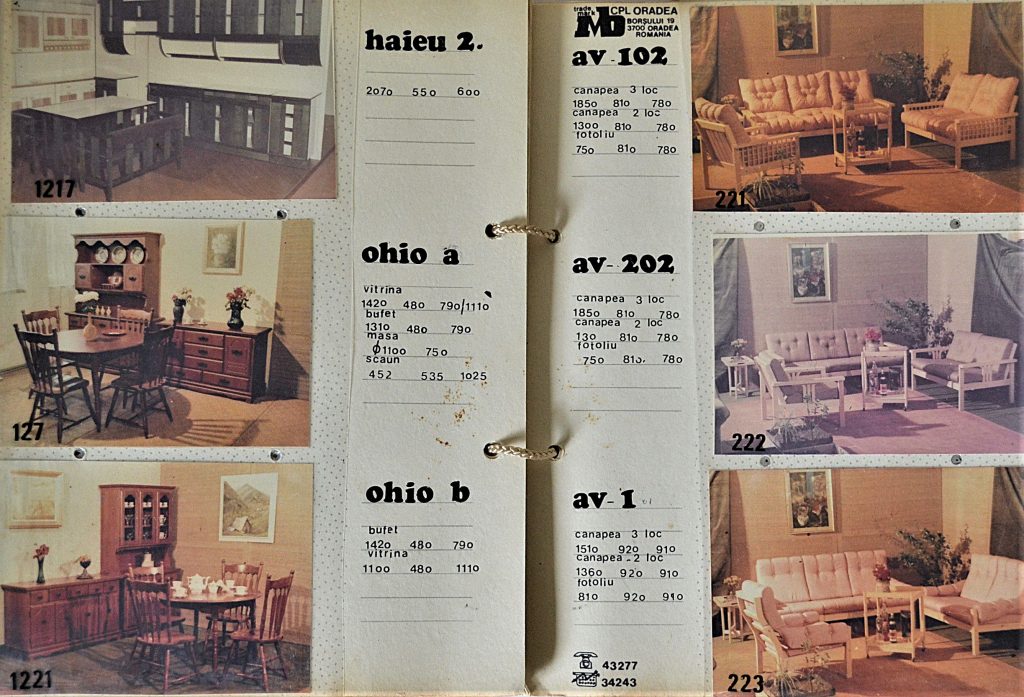 1217
haieu 2.
2070 550 600
127
ohio a
vitrina
1420 480 790/1110
bufet
1310 480 790
masa
φ1100 750
scaun
452 535 1025
1221
ohio b
bufet
1420 480 790
vitrina
1100 480 1110
trade mark Mb CPL ORADEA
BORȘULUI 19
3700 ORADEA
ROMANIA
av-102
canapea 3 loc
1850 810 780
canapea 2 loc
1300 810 780
fotoliu
750 810 780
221
av-202
canapea 3 loc
1850 810 780
canapea 2 loc
130 810 780
fotoliu
750 810 780
222
av-1
canapea 3 loc
1510 920 910
canapea-2 loc
1360 920 910
fotoliu
810 920 910
223
43277
34243